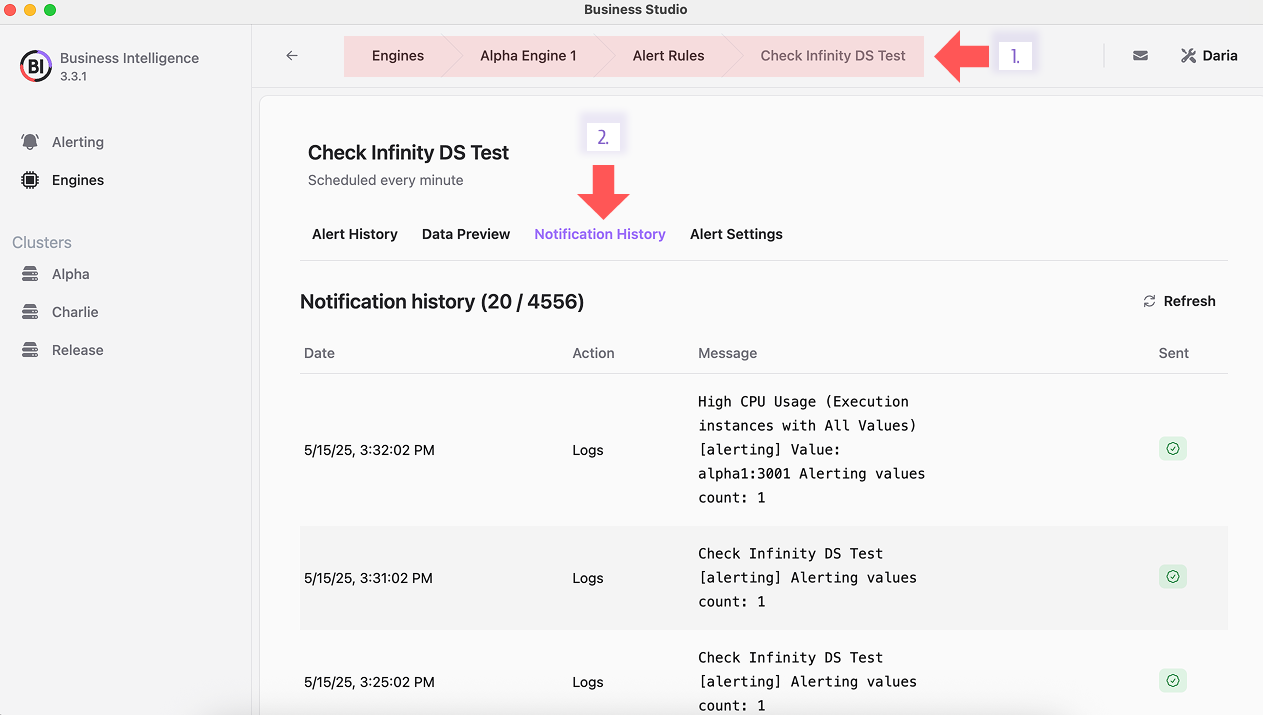 Business Studio
BI
Business Intelligence
3.3.1
Engines
Alpha Engine 1
Alert Rules
Check Infinity DS Test
1.
Daria
Alerting
Engines
Clusters
Alpha
Charlie
Release
2.
Check Infinity DS Test
Scheduled every minute
Alert History
Data Preview
Notification History
Alert Settings
Notification history (20 / 4556)
Refresh
Date
Action
Message
Sent
5/15/25, 3:32:02 PM
Logs
High CPU Usage (Execution
instances with All Values)
[alerting] Value:
alpha1:3001 Alerting values
count: 1
5/15/25, 3:31:02 PM
Logs
Check Infinity DS Test
[alerting] Alerting values
count: 1
5/15/25, 3:25:02 PM
Logs
Check Infinity DS Test
[alerting] Alerting values
count: 1